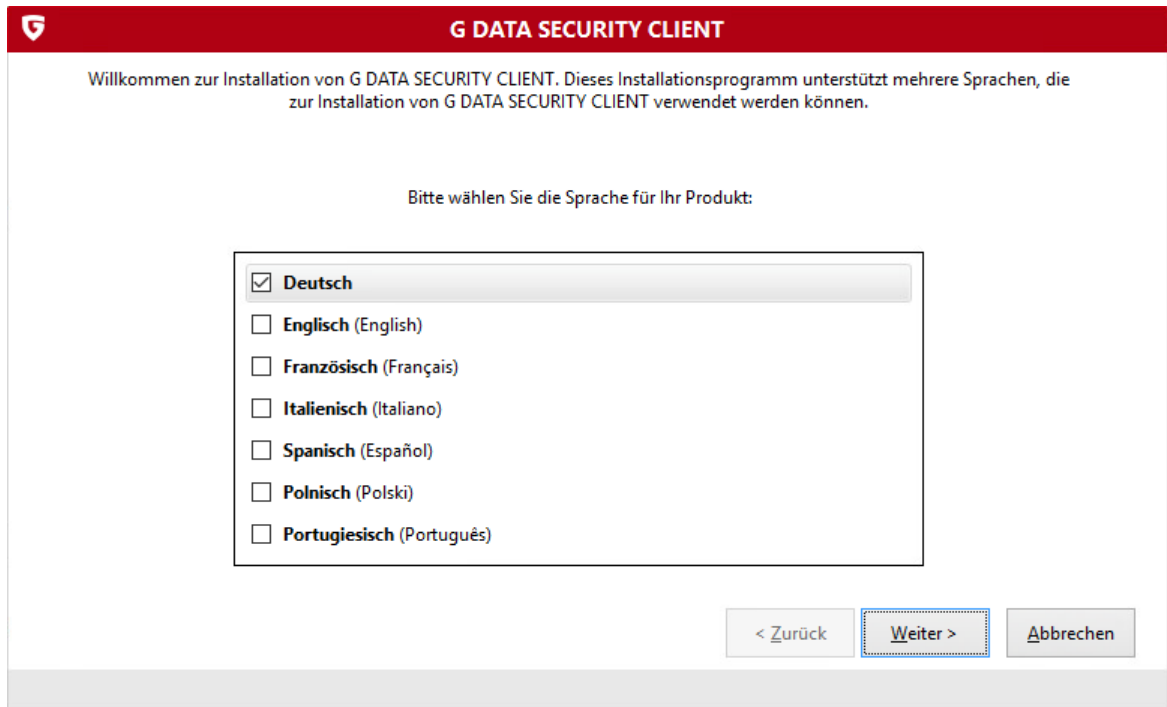 G DATA SECURITY CLIENT
Willkommen zur Installation von G DATA SECURITY CLIENT. Dieses Installationsprogramm unterstützt mehrere Sprachen, die
zur Installation von G DATA SECURITY CLIENT verwendet werden können.
Bitte wählen Sie die Sprache für Ihr Produkt:
Deutsch
Englisch (English)
Französisch (Français)
Italienisch (Italiano)
Spanisch (Español)
Polnisch (Polski)
Portugiesisch (Português)
< Zurück Weiter > Abbrechen